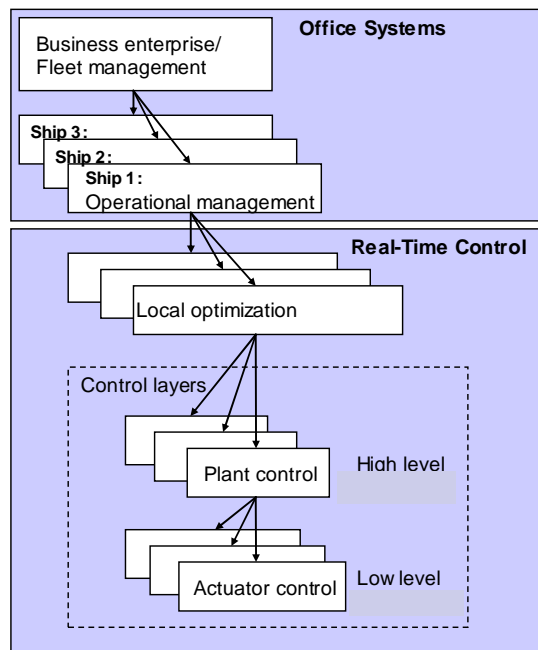 Office Systems
Business enterprise/
Fleet management
Ship 3:
Ship 2:
Ship 1:
Operational management
Real-Time Control
Local optimization
Control layers
Plant control
High level
Actuator control
Low level